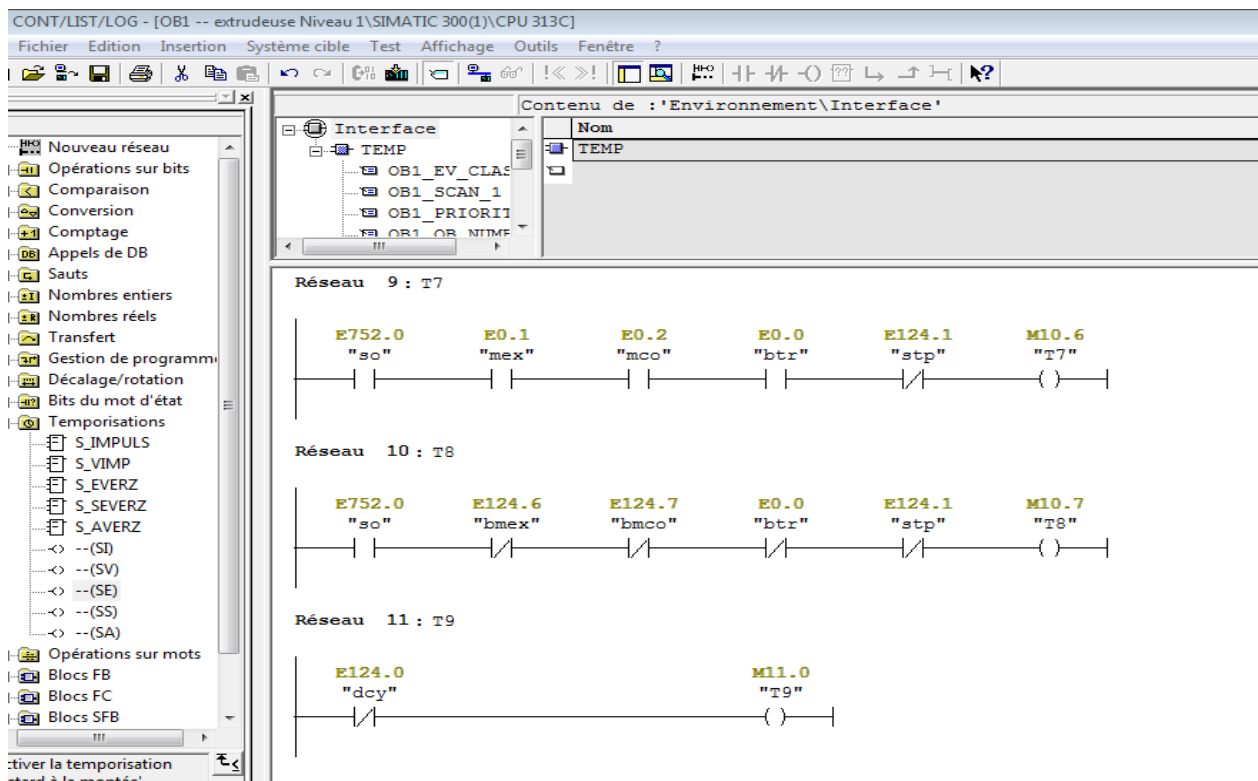 CONT/LIST/LOG - [OB1 -- extrudeuse Niveau 1\SIMATIC 300(1)\CPU 313C]
Fichier Edition Insertion Système cible Test Affichage Outils Fenêtre ?
Contenu de :'Environnement\Interface'
Interface
TEMP
OB1_EV_CLAS
OB1_SCAN_1
OB1_PRIORIT
OB1_OB_NUMB
Nom
TEMP
Nouveau réseau
Opérations sur bits
Comparaison
Conversion
Comptage
Appels de DB
Sauts
Nombres entiers
Nombres réels
Transfert
Gestion de programm
Décalage/rotation
Bits du mot d'état
Temporisations
S_IMPULS
S_VIMP
S_EVERZ
S_SEVERZ
S_AVERZ
--(SI)
--(SV)
--(SE)
--(SS)
--(SA)
Opérations sur mots
Blocs FB
Blocs FC
Blocs SFB
ctiver la temporisation
Réseau 9 : T7
E752.0 E0.1 E0.2 E0.0 E124.1 M10.6
"so" "mex" "mco" "btr" "stp" "T7"
Réseau 10 : T8
E752.0 E124.6 E124.7 E0.0 E124.1 M10.7
"so" "bmex" "bmco" "btr" "stp" "T8"
Réseau 11 : T9
E124.0 M11.0
"dcy" "T9"